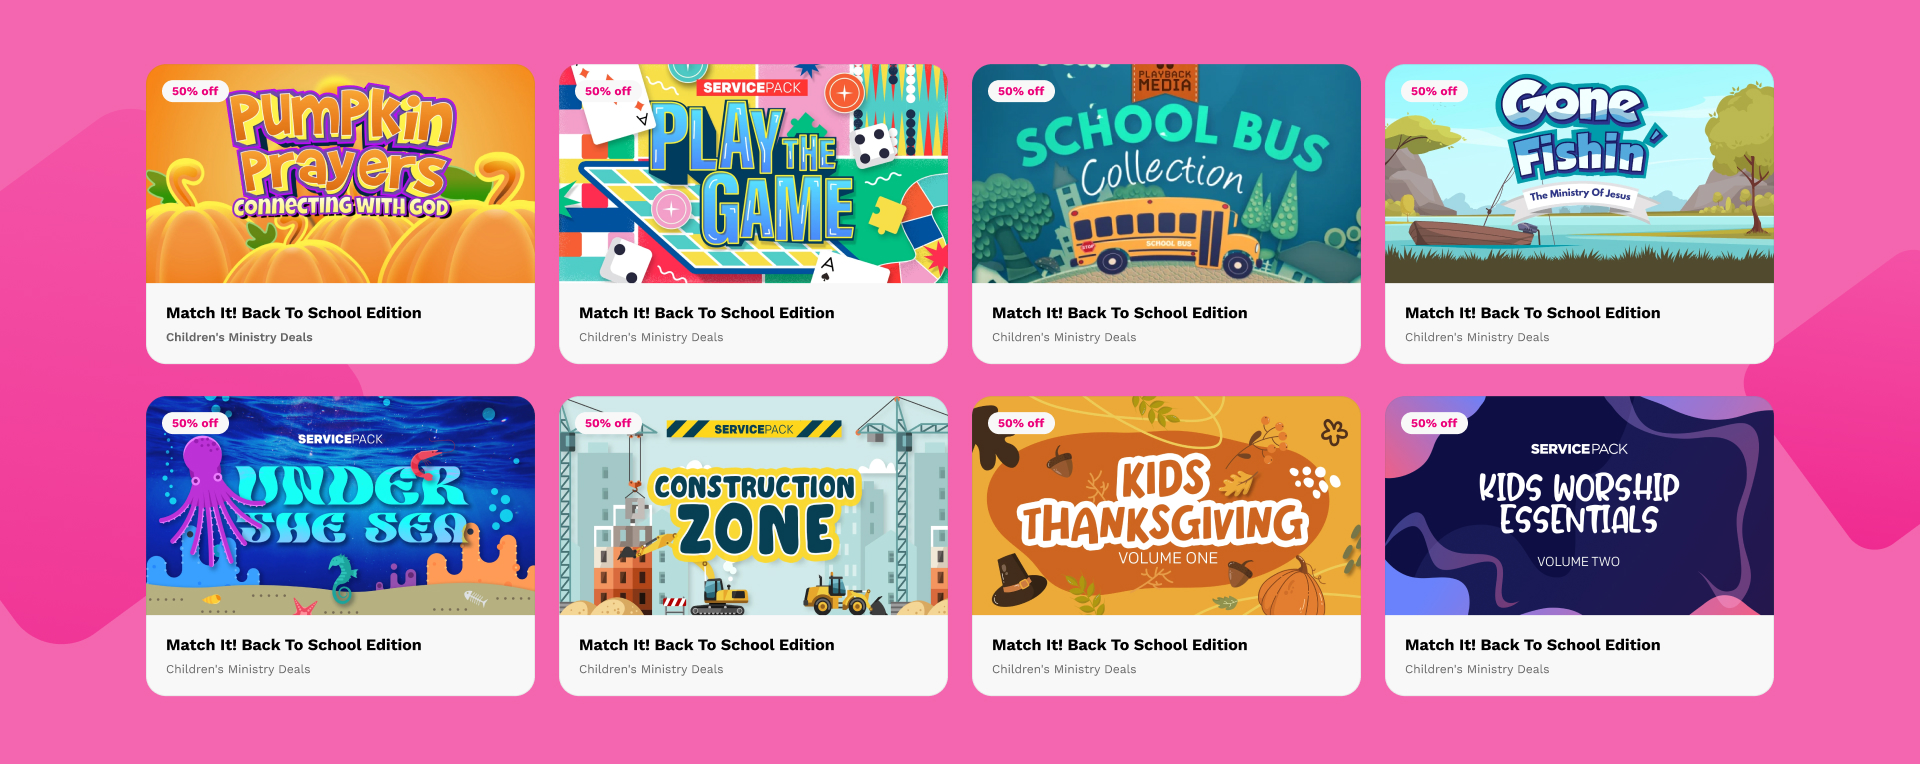 50% off
PUMPKIN
PRAYERS
CONNECTING WITH GOD
Match It! Back To School Edition
Children's Ministry Deals
50% off
A
SERVICEPACK
PLAY THE
GAME
A
Match It! Back To School Edition
Children's Ministry Deals
50% off
PLAYBACK
MEDIA
SCHOOL BUS
Collection
STOP
SCHOOL BUS
Match It! Back To School Edition
Children's Ministry Deals
50% off
Gone
Fishin'
The Ministry Of Jesus
Match It! Back To School Edition
Children's Ministry Deals
50% off
SERVICEPACK
UNDER
THE SEA
Match It! Back To School Edition
Children's Ministry Deals
50% off
SERVICEPACK
CONSTRUCTION
ZONE
Match It! Back To School Edition
Children's Ministry Deals
50% off
KIDS
THANKSGIVING
VOLUME ONE
Match It! Back To School Edition
Children's Ministry Deals
50% off
SERVICEPACK
KIDS WORSHIP
ESSENTIALS
VOLUME TWO
Match It! Back To School Edition
Children's Ministry Deals